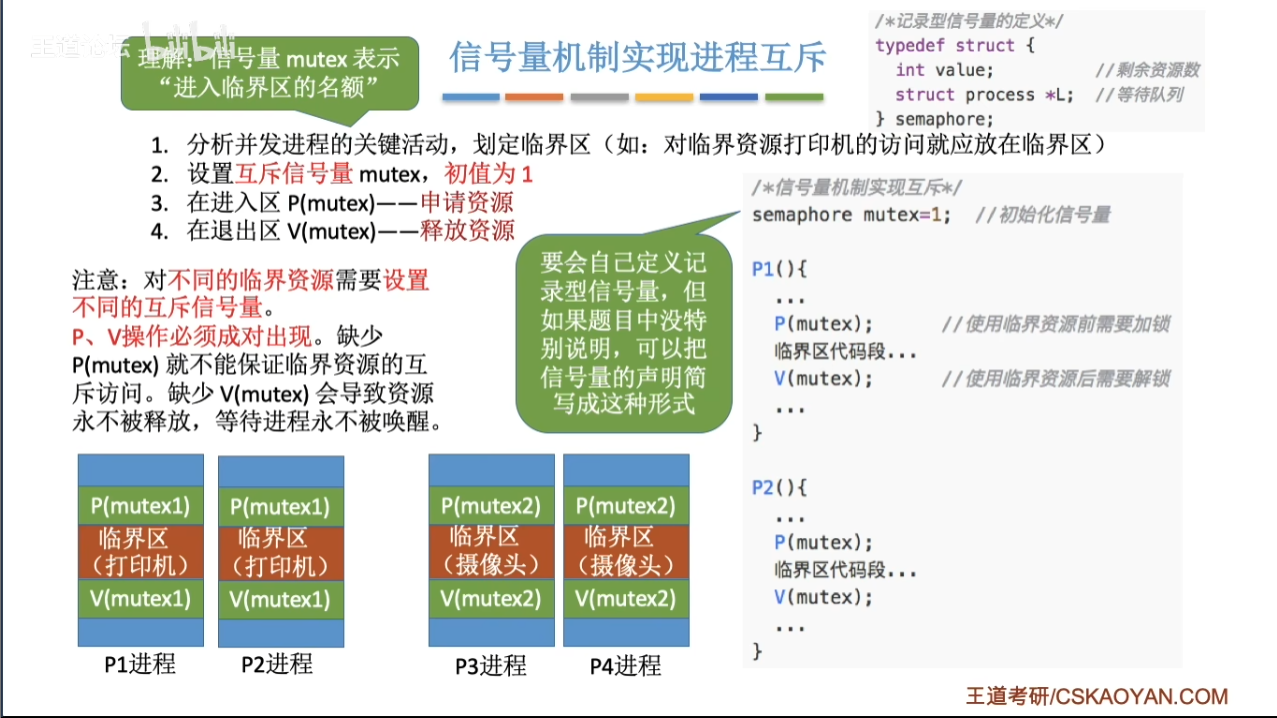 王道论坛 bilibili
理解：信号量 mutex 表示
“进入临界区的名额”
信号量机制实现进程互斥
/*记录型信号量的定义*/
typedef struct {
int value; //剩余资源数
struct process *L; //等待队列
} semaphore;
1. 分析并发进程的关键活动，划定临界区（如：对临界资源打印机的访问就应放在临界区）
2. 设置互斥信号量 mutex，初值为 1
3. 在进入区 P(mutex)——申请资源
4. 在退出区 V(mutex)——释放资源
注意：对不同的临界资源需要设置
不同的互斥信号量。
P、V操作必须成对出现。缺少
P(mutex) 就不能保证临界资源的互
斥访问。缺少 V(mutex) 会导致资源
永不被释放，等待进程永不被唤醒。
要会自己定义记
录型信号量，但
如果题目中没特
别说明，可以把
信号量的声明简
写成这种形式
/*信号量机制实现互斥*/
semaphore mutex=1; //初始化信号量
P1(){
...
P(mutex); //使用临界资源前需要加锁
临界区代码段...
V(mutex); //使用临界资源后需要解锁
...
}
P2(){
...
P(mutex);
临界区代码段...
V(mutex);
...
}
P(mutex1)
临界区
（打印机）
V(mutex1)
P1进程
P(mutex1)
临界区
（打印机）
V(mutex1)
P2进程
P(mutex2)
临界区
（摄像头）
V(mutex2)
P3进程
P(mutex2)
临界区
（摄像头）
V(mutex2)
P4进程
王道考研/CSKAOYAN.COM